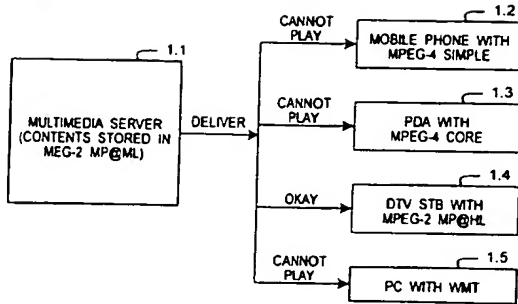 1.1
MULTIMEDIA SERVER
(CONTENTS STORED IN
MEG-2 MP@ML)
DELIVER
CANNOT
PLAY
1.2
MOBILE PHONE WITH
MPEG-4 SIMPLE
CANNOT
PLAY
1.3
PDA WITH
MPEG-4 CORE
OKAY
1.4
DTV STB WITH
MPEG-2 MP@HL
CANNOT
PLAY
1.5
PC WITH WMT